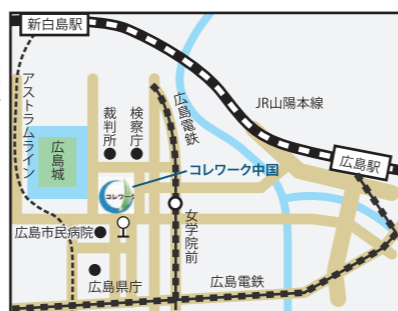 新白島駅
アストラムライン
広島城
裁判所
検察庁
広島電鉄
JR山陽本線
広島駅
コレワーク中国
コレワーク
女学院前
広島市民病院
広島県庁
広島電鉄